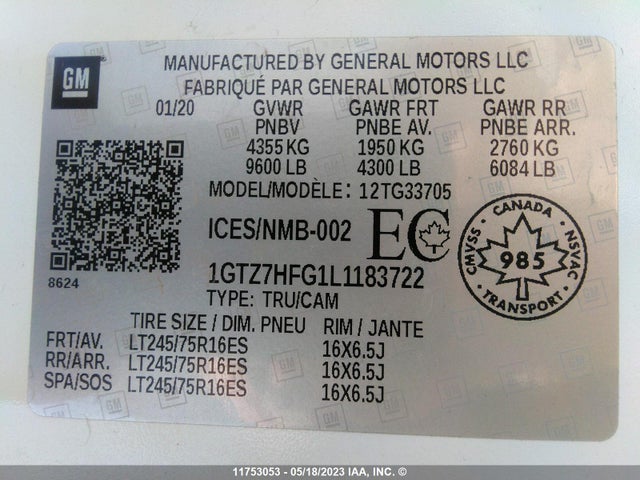 GM
MANUFACTURED BY GENERAL MOTORS LLC
FABRIQUÉ PAR GENERAL MOTORS LLC
01/20 GVWR GAWR FRT GAWR RR
PNBV PNBE AV. PNBE ARR.
4355 KG 1950 KG 2760 KG
9600 LB 4300 LB 6084 LB
MODEL/MODÈLE: 12TG33705
ICES/NMB-002 EC
CANADA
CMVSS 985 NSVAC
TRANSPORT
1GTZ7HFG1L1183722
8624
TYPE: TRU/CAM
TIRE SIZE / DIM. PNEU RIM / JANTE
FRT/AV. LT245/75R16ES 16X6.5J
RR/ARR. LT245/75R16ES 16X6.5J
SPA/SOS LT245/75R16ES 16X6.5J
11753053 - 05/18/2023 IAA, INC. ©